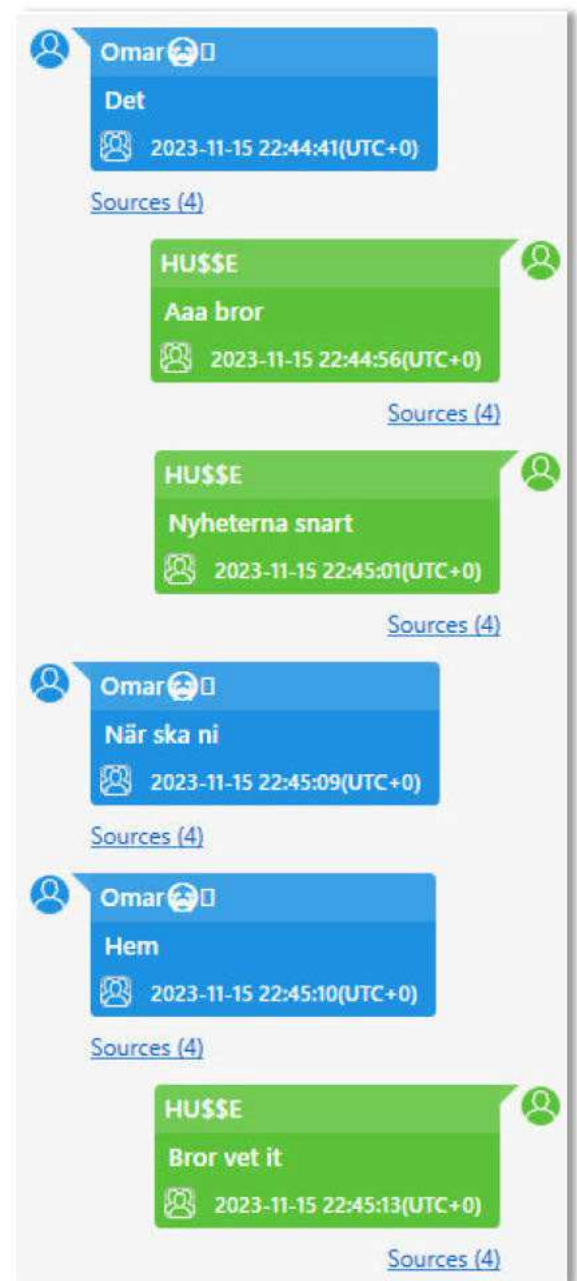 Omar😭▯
Det
2023-11-15 22:44:41(UTC+0)
Sources (4)
HU$$E
Aaa bror
2023-11-15 22:44:56(UTC+0)
Sources (4)
HU$$E
Nyheterna snart
2023-11-15 22:45:01(UTC+0)
Sources (4)
Omar😭▯
När ska ni
2023-11-15 22:45:09(UTC+0)
Sources (4)
Omar😭▯
Hem
2023-11-15 22:45:10(UTC+0)
Sources (4)
HU$$E
Bror vet it
2023-11-15 22:45:13(UTC+0)
Sources (4)